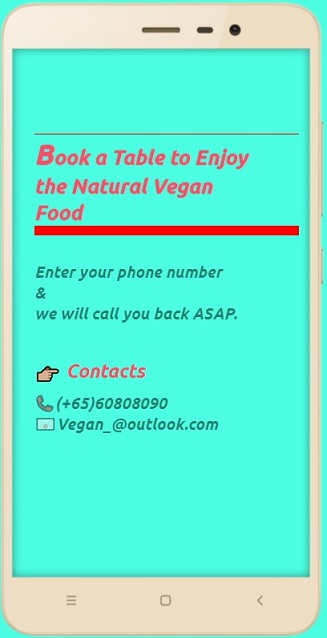 Book a Table to Enjoy
the Natural Vegan
Food
Enter your phone number
&
we will call you back ASAP.
Contacts
(+65)60808090
Vegan_@outlook.com